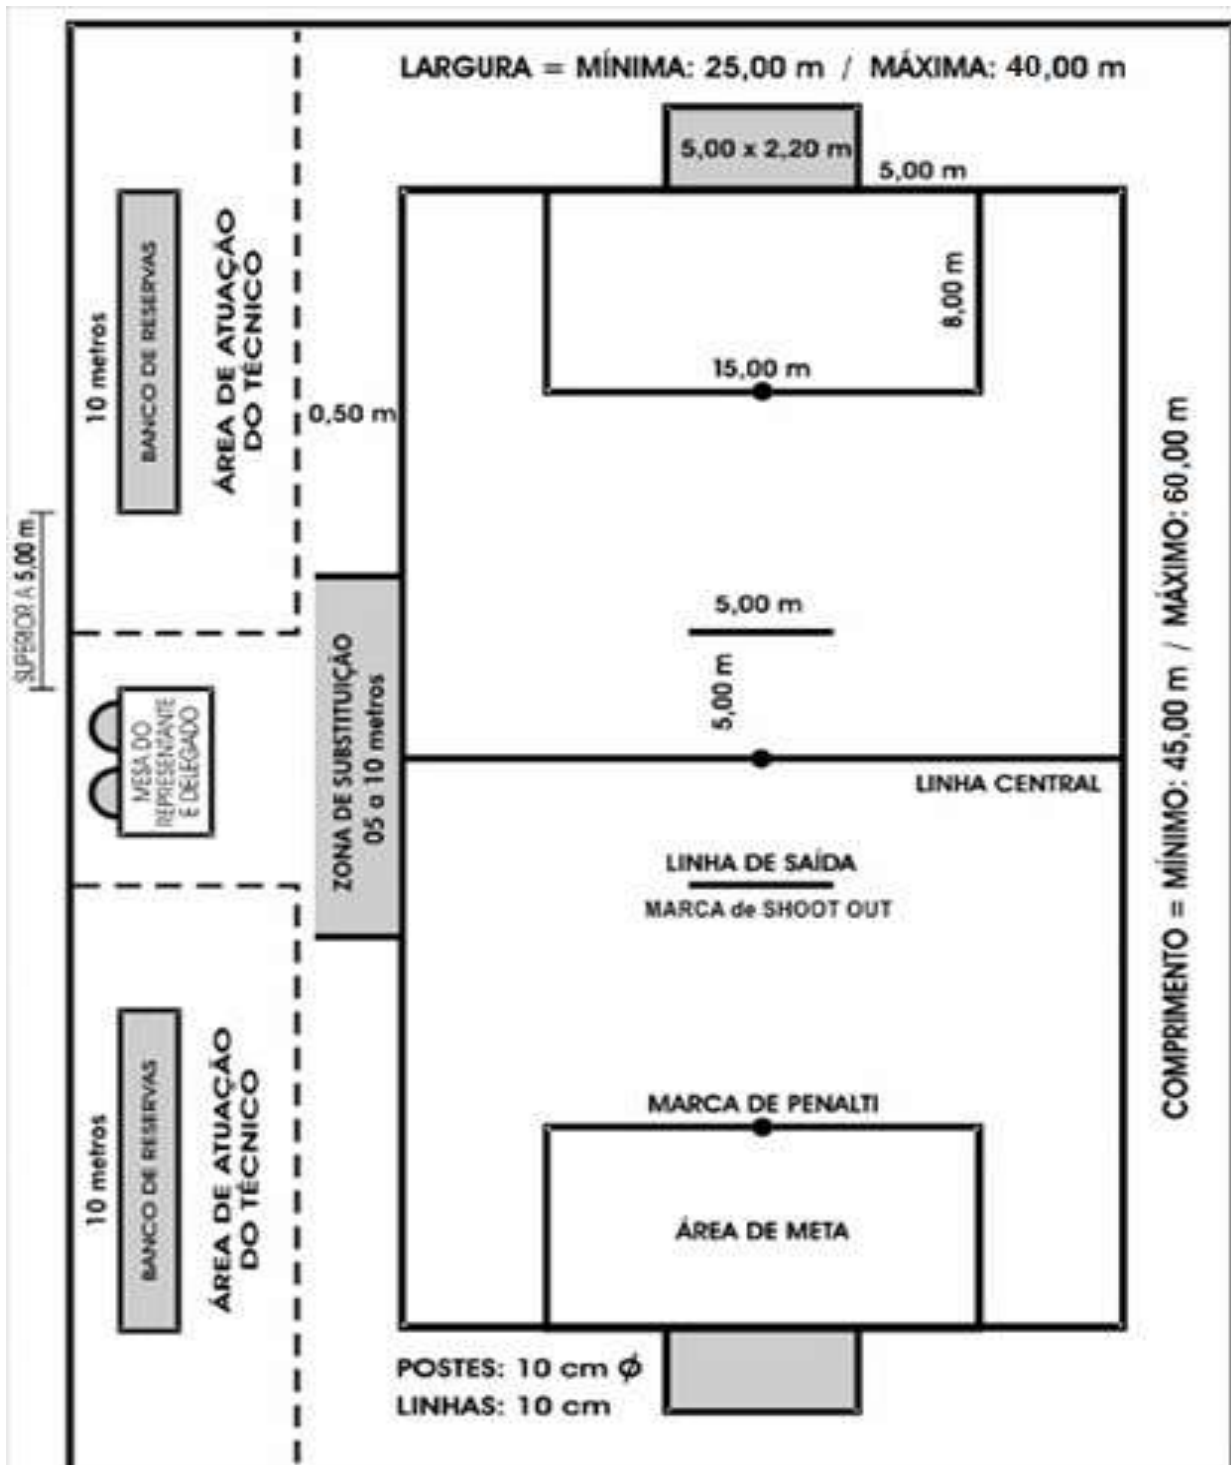 LARGURA = MÍNIMA: 25,00 m / MÁXIMA: 40,00 m
5,00 x 2,20 m
5,00 m
8,00 m
15,00 m
10 metros
BANCO DE RESERVAS
ÁREA DE ATUAÇÃO
DO TÉCNICO
0,50 m
SUPERIOR A 5,00 m
5,00 m
5,00 m
ZONA DE SUBSTITUIÇÃO
05 a 10 metros
MESA DO
REPRESENTANTE
E DELEGADO
LINHA CENTRAL
COMPRIMENTO = MÍNIMO: 45,00 m / MÁXIMO: 60,00 m
LINHA DE SAÍDA
MARCA de SHOOT OUT
10 metros
BANCO DE RESERVAS
ÁREA DE ATUAÇÃO
DO TÉCNICO
MARCA DE PENALTI
ÁREA DE META
POSTES: 10 cm ϕ
LINHAS: 10 cm